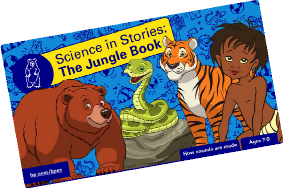 Science in Stories:
The Jungle Book
How sounds are made
Ages 7-9